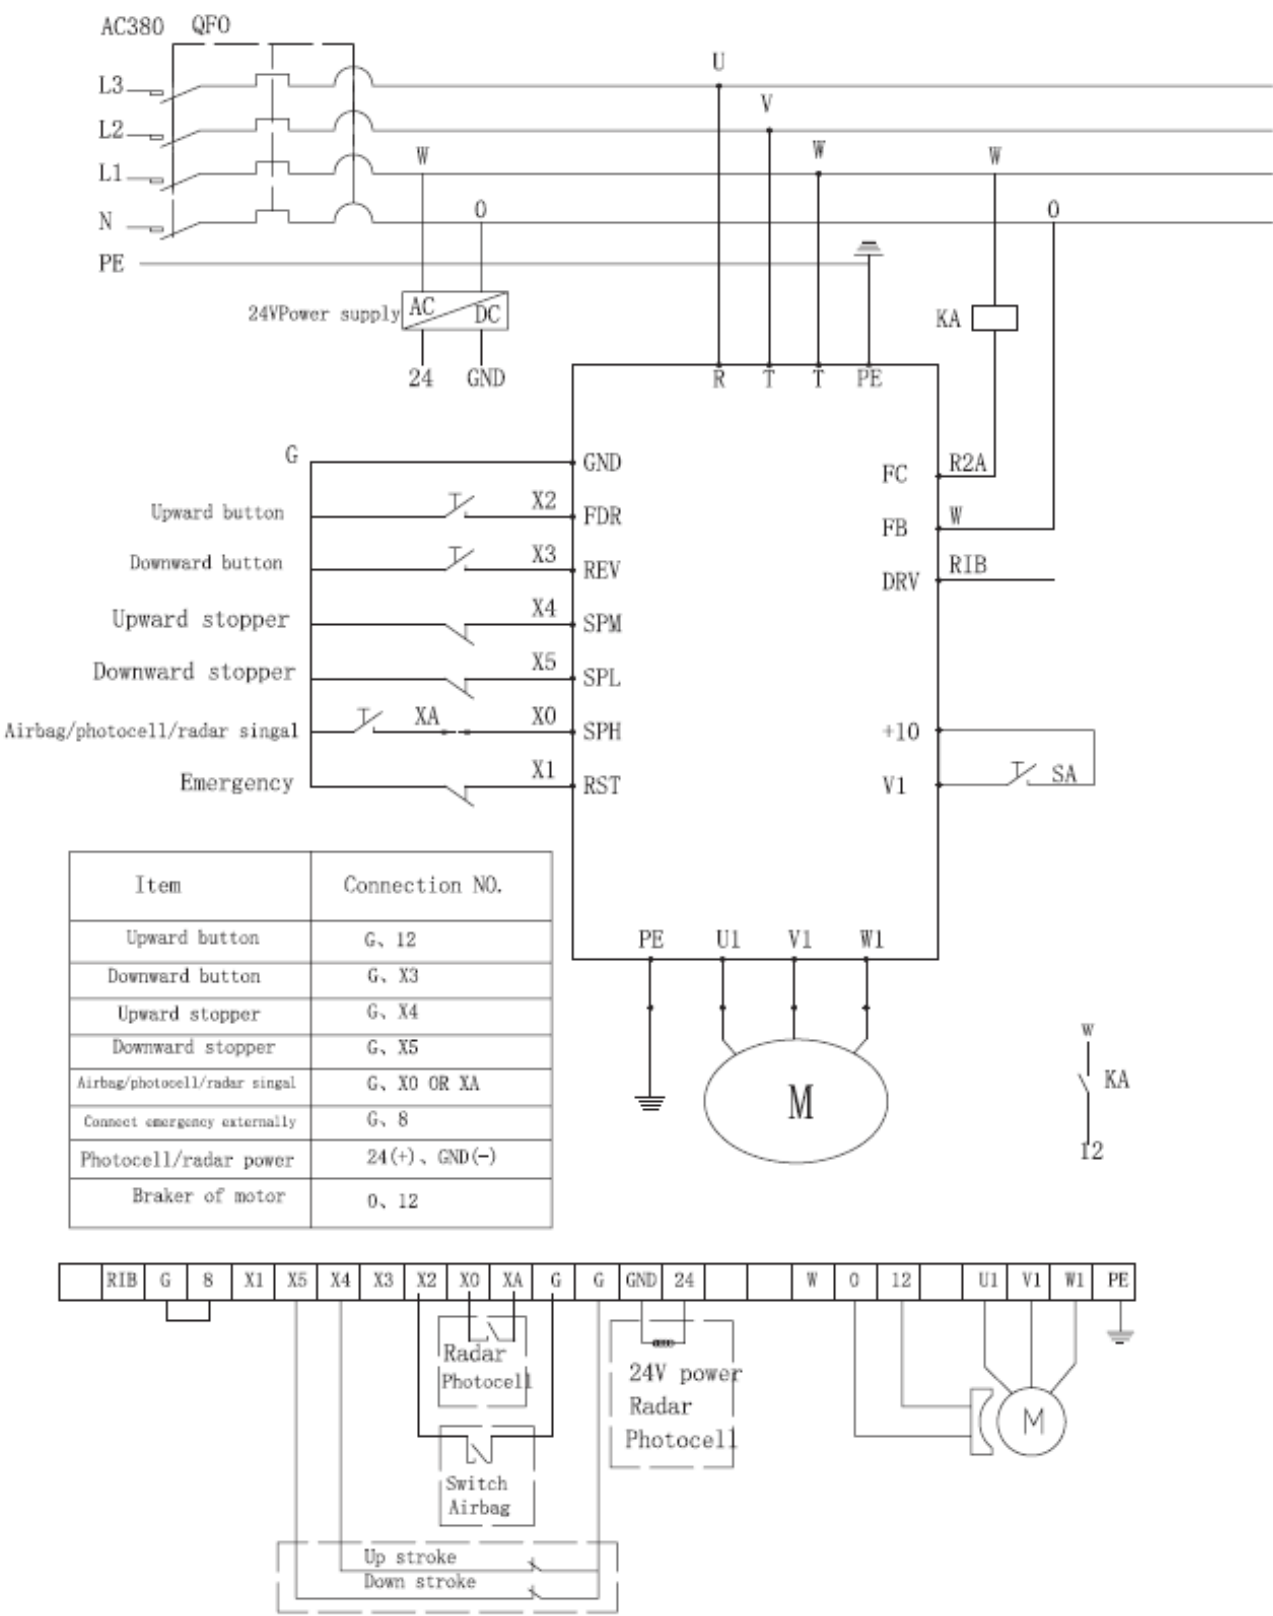 AC380 QF0
L3
U
L2
V
L1
W
W
W
N
0
0
PE
24VPower supply
AC
DC
KA
24
GND
R
T
T
PE
G
GND
FC
R2A
Upward button
X2
FDR
FB
W
Downward button
X3
REV
DRV
RIB
Upward stopper
X4
SPM
Downward stopper
X5
SPL
Airbag/photocell/radar singal
XA
X0
SPH
+10
Emergency
X1
RST
V1
SA
Item
Connection NO.
Upward button
G、12
Downward button
G、X3
Upward stopper
G、X4
Downward stopper
G、X5
Airbag/photocell/radar singal
G、X0 OR XA
Connect emergency externally
G、8
Photocell/radar power
24(+)、GND(-)
Braker of motor
0、12
PE
U1
V1
W1
M
W
KA
12
RIB
G
8
X1
X5
X4
X3
X2
X0
XA
G
G
GND
24
W
0
12
U1
V1
W1
PE
Radar
Photocell
24V power
Radar
Photocell
M
Switch
Airbag
Up stroke
Down stroke